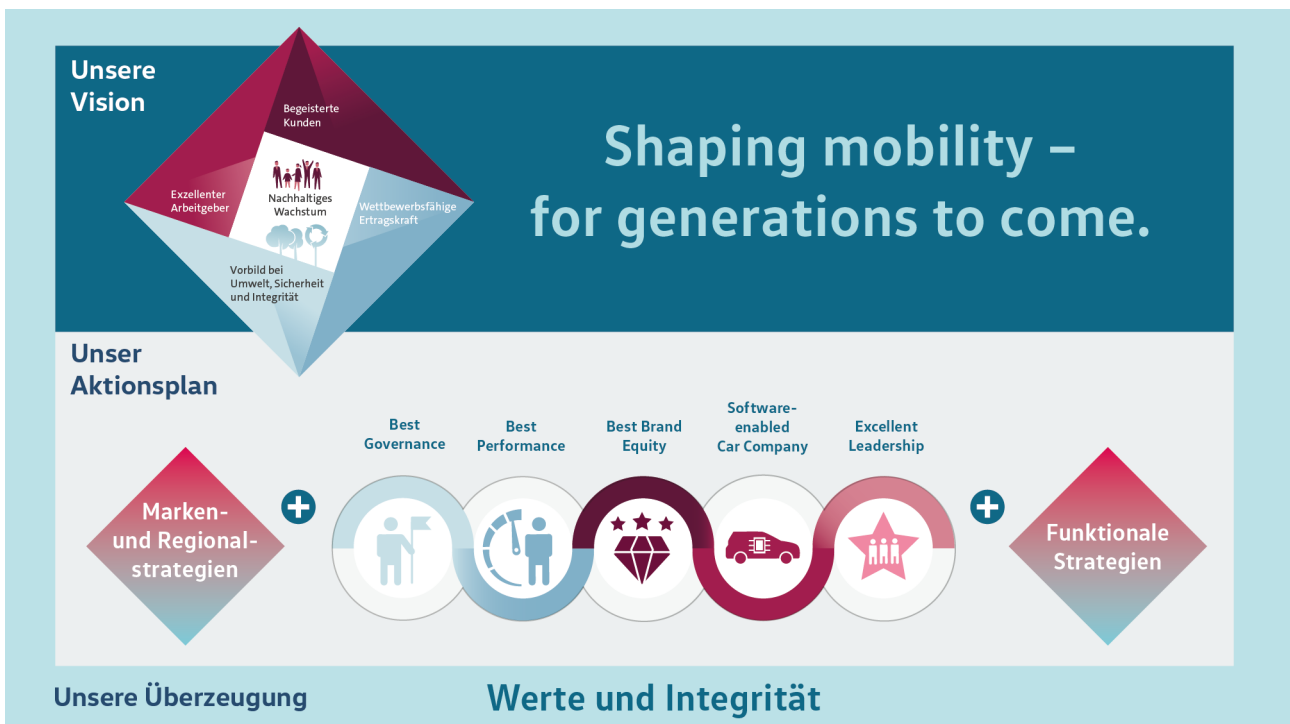 Unsere
Vision
Begeisterte
Kunden
Exzellenter
Arbeitgeber
Nachhaltiges
Wachstum
Wettbewerbsfähige
Ertragskraft
Vorbild bei
Umwelt, Sicherheit
und Integrität
Shaping mobility –
for generations to come.
Unser
Aktionsplan
Marken-
und Regional-
strategien
Best
Governance
Best
Performance
Best Brand
Equity
Software-
enabled
Car Company
Excellent
Leadership
Funktionale
Strategien
Unsere Überzeugung
Werte und Integrität